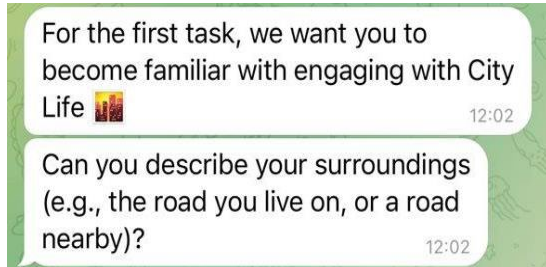 For the first task, we want you to
become familiar with engaging with City
Life 🌇
12:02
Can you describe your surroundings
(e.g., the road you live on, or a road
nearby)?
12:02